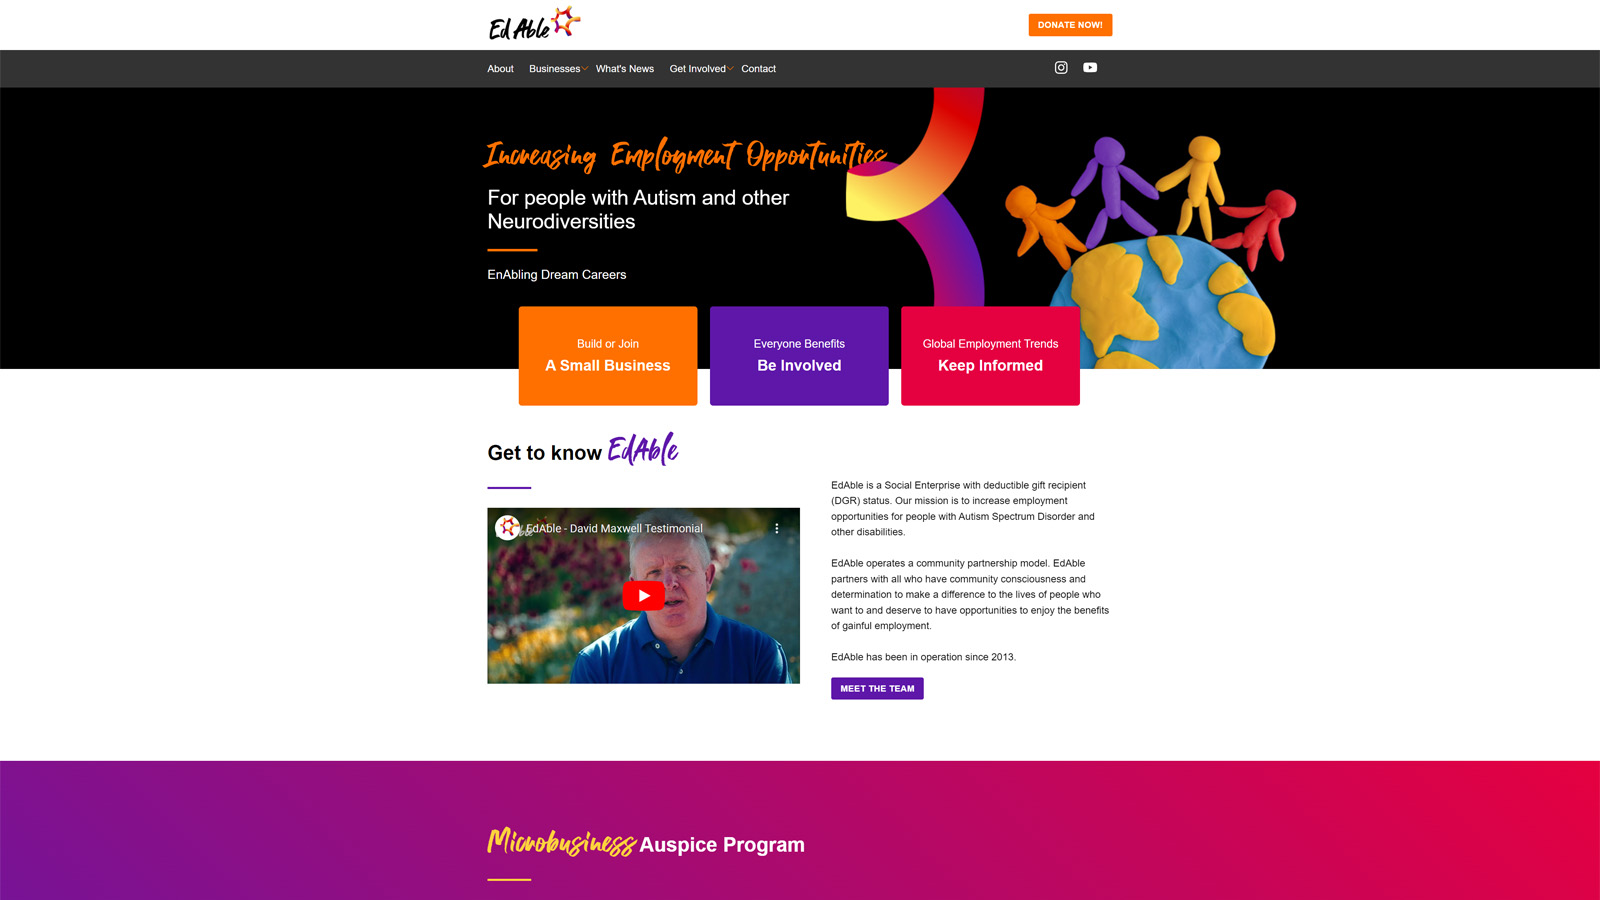 Ed Able
DONATE NOW!
About
Businesses
What's News
Get Involved
Contact
Increasing Employment Opportunities
For people with Autism and other
Neurodiversities
EnAbling Dream Careers
Build or Join
A Small Business
Everyone Benefits
Be Involved
Global Employment Trends
Keep Informed
Get to know EdAble
EdAble - David Maxwell Testimonial
EdAble is a Social Enterprise with deductible gift recipient
(DGR) status. Our mission is to increase employment
opportunities for people with Autism Spectrum Disorder and
other disabilities.
EdAble operates a community partnership model. EdAble
partners with all who have community consciousness and
determination to make a difference to the lives of people who
want to and deserve to have opportunities to enjoy the benefits
of gainful employment.
EdAble has been in operation since 2013.
MEET THE TEAM
Microbusiness Auspice Program